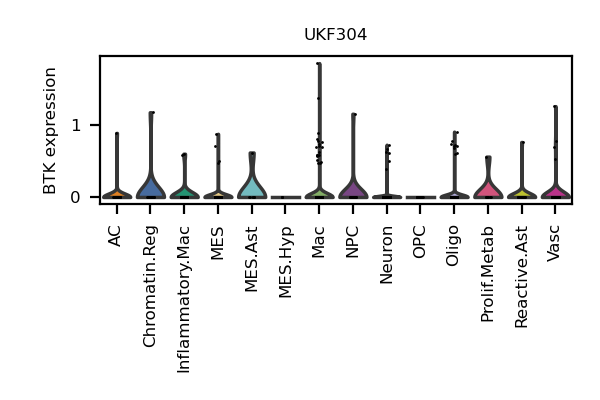 UKF304
BTK expression
1
0
AC
Chromatin.Reg
Inflammatory.Mac
MES
MES.Ast
MES.Hyp
Mac
NPC
Neuron
OPC
Oligo
Prolif.Metab
Reactive.Ast
Vasc